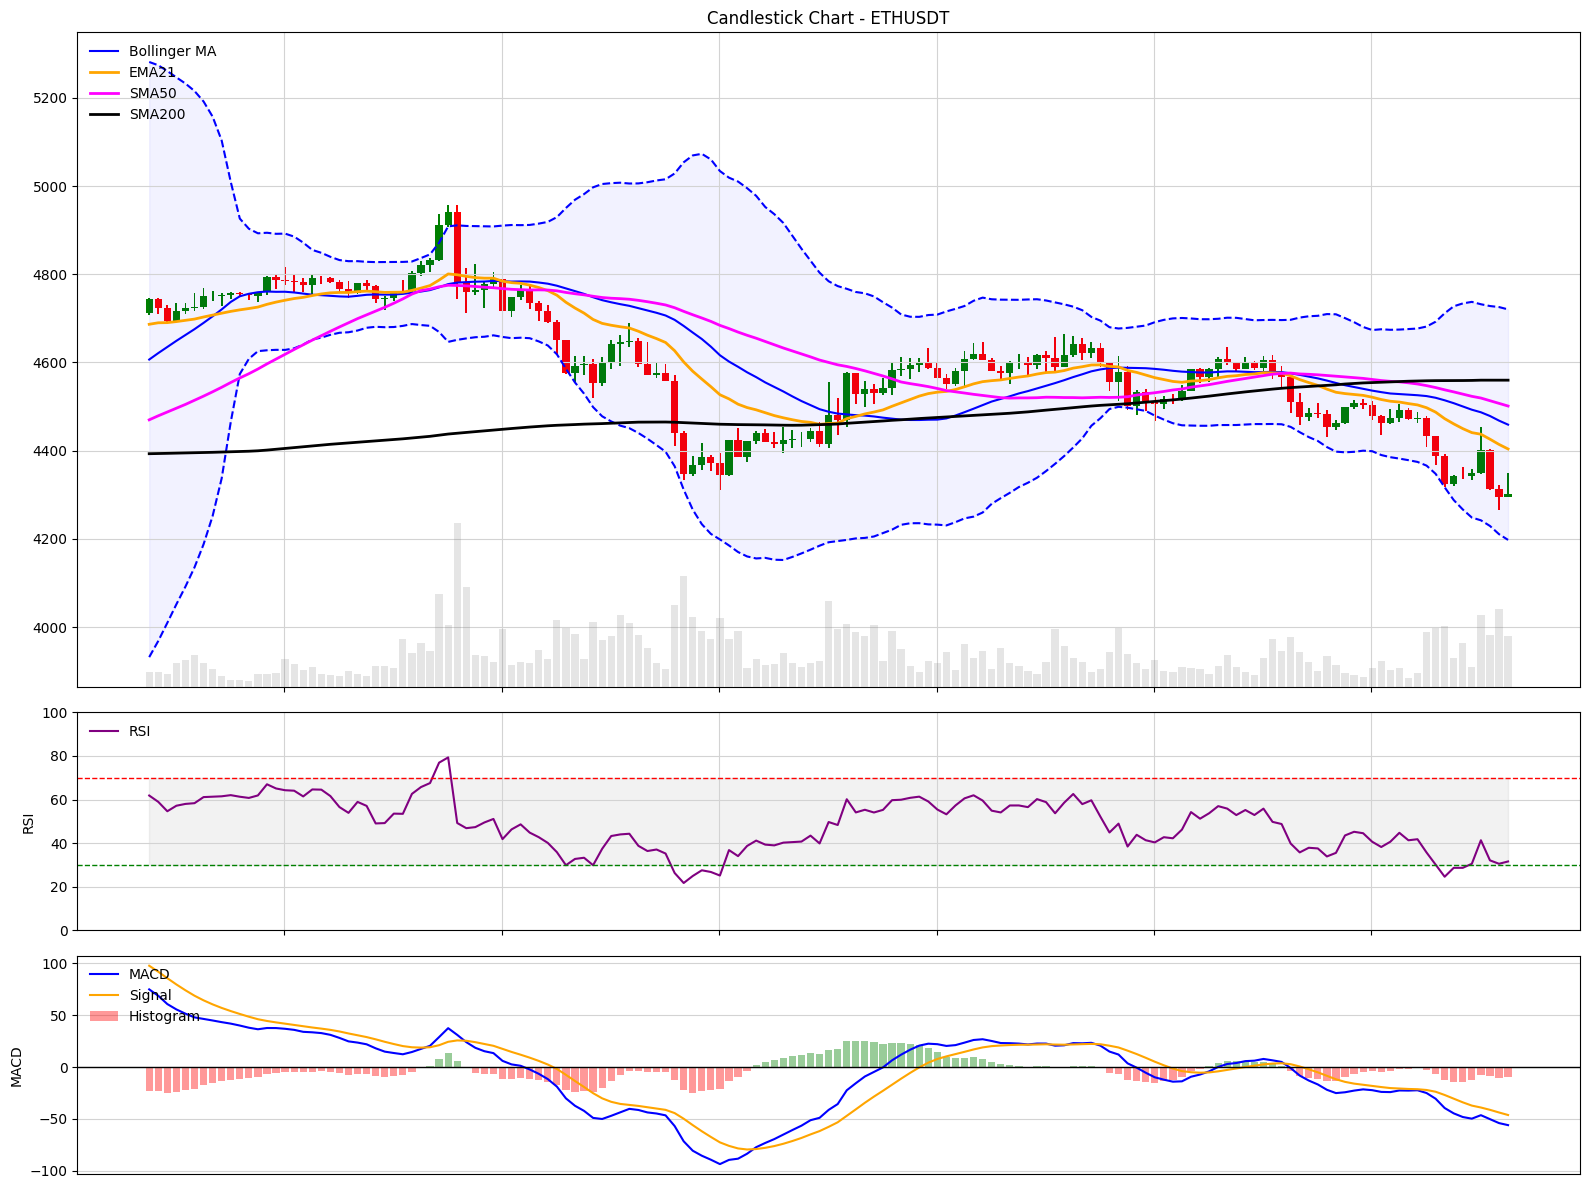 Candlestick Chart - ETHUSDT
Bollinger MA
EMA21
SMA50
SMA200
5200
5000
4800
4600
4400
4200
4000
RSI
100
80
60
40
20
0
RSI
MACD
Signal
Histogram
100
50
0
−50
−100
MACD